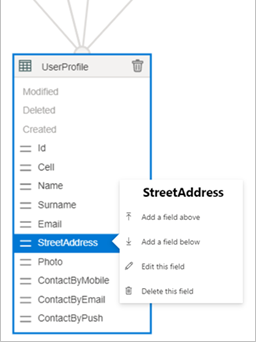 UserProfile
Modified
Deleted
Created
Id
Cell
Name
Surname
Email
StreetAddress
Photo
ContactByMobile
ContactByEmail
ContactByPush
StreetAddress
Add a field above
Add a field below
Edit this field
Delete this field